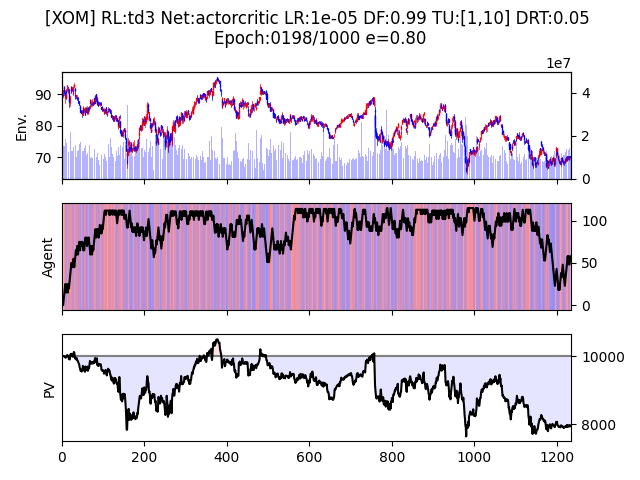 [XOM] RL:td3 Net:actorcritic LR:1e-05 DF:0.99 TU:[1,10] DRT:0.05
Epoch:0198/1000 e=0.80
1e7
Env.
90
80
70
4
2
0
Agent
100
50
0
PV
10000
8000
0 200 400 600 800 1000 1200